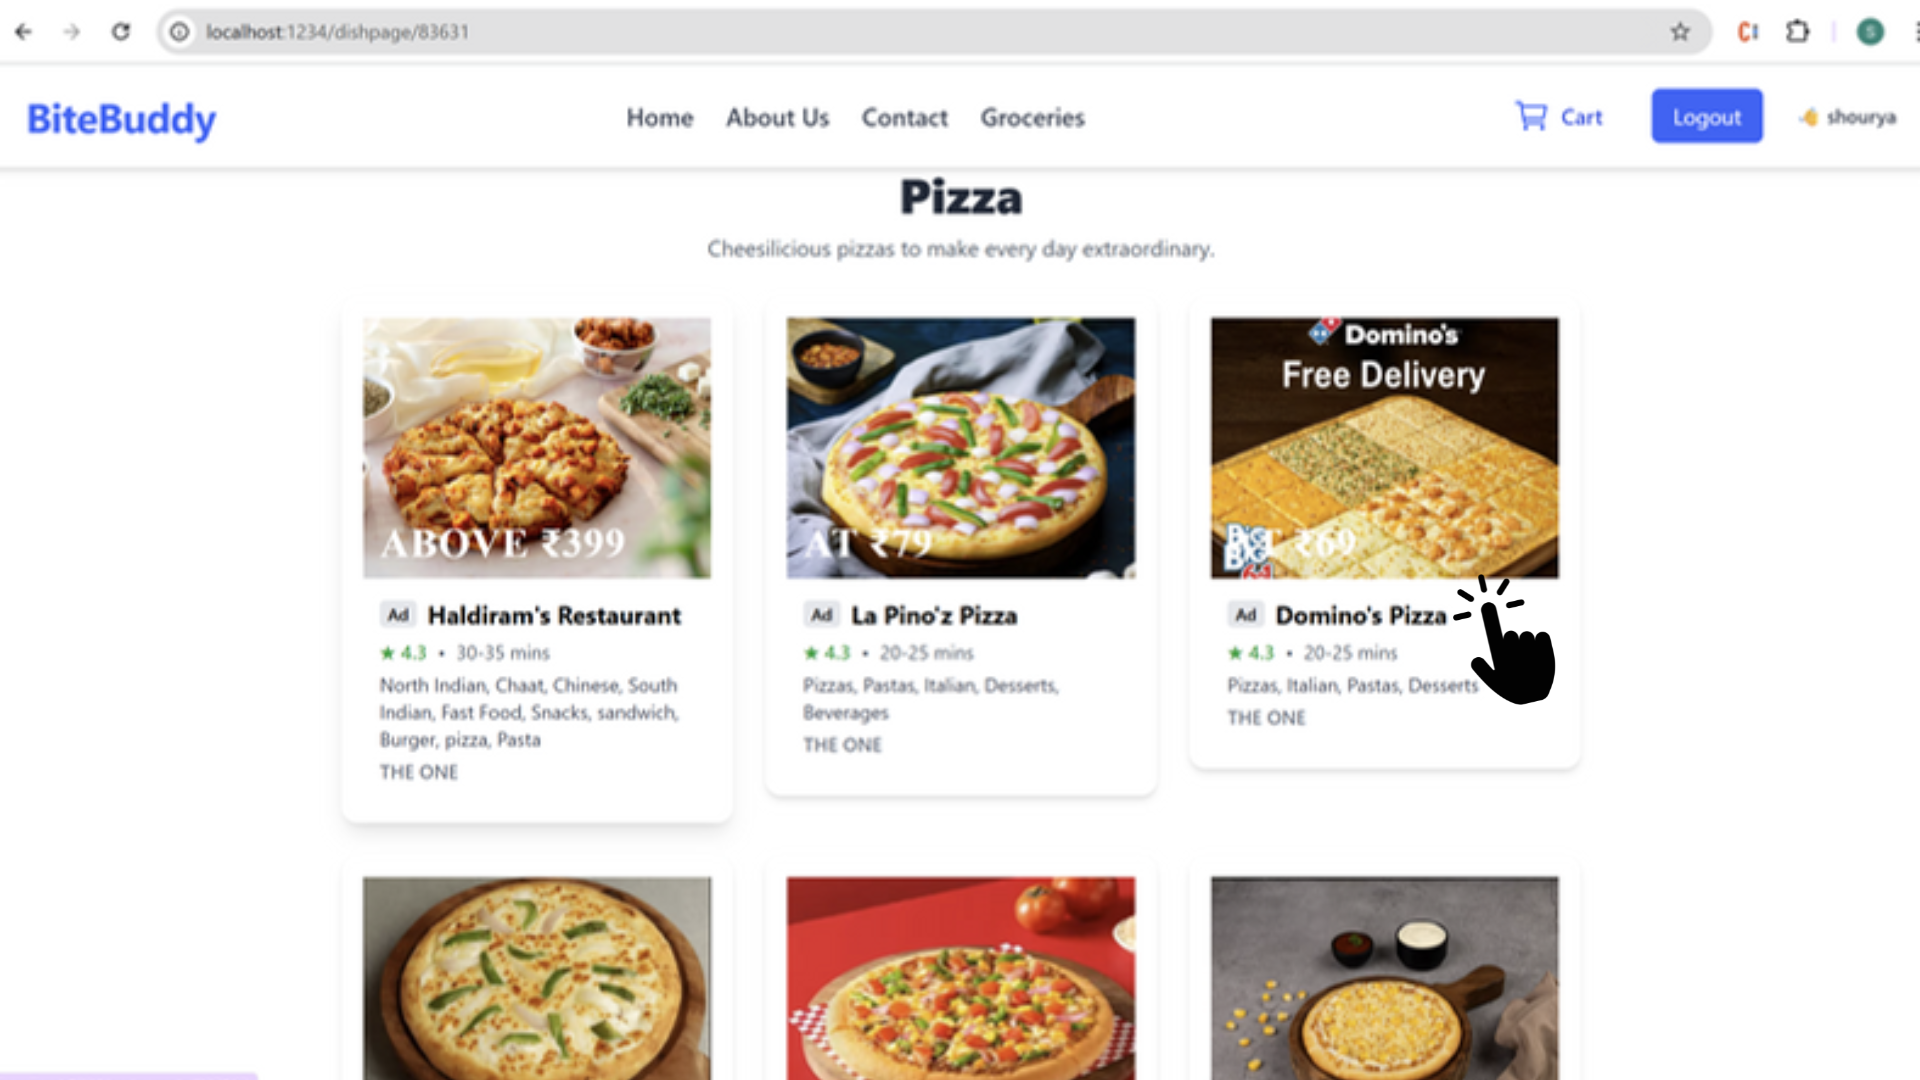 localhost:1234/dishpage/83631
S
BiteBuddy
Home
About Us
Contact
Groceries
Cart
Logout
shourya
Pizza
Cheesilicious pizzas to make every day extraordinary.
ABOVE ₹399
Ad Haldiram's Restaurant
★ 4.3 • 30-35 mins
North Indian, Chaat, Chinese, South
Indian, Fast Food, Snacks, sandwich,
Burger, pizza, Pasta
THE ONE
AT ₹79
Ad La Pino'z Pizza
★ 4.3 • 20-25 mins
Pizzas, Pastas, Italian, Desserts,
Beverages
THE ONE
Domino's
Free Delivery
BIG
BIG
6in1
₹69
Ad Domino's Pizza
★ 4.3 • 20-25 mins
Pizzas, Italian, Pastas, Desserts
THE ONE